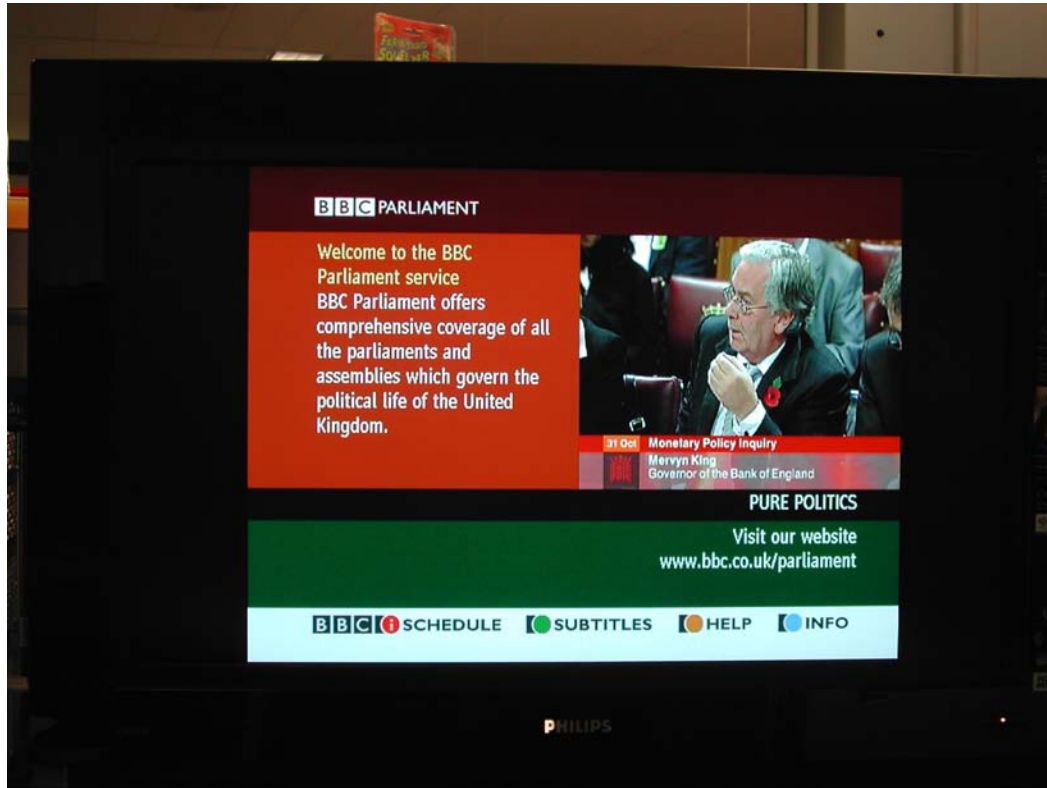 FARMYARD
SQUEAKER
BBC PARLIAMENT
Welcome to the BBC
Parliament service
BBC Parliament offers
comprehensive coverage of all
the parliaments and
assemblies which govern the
political life of the United
Kingdom.
31 Oct Monetary Policy Inquiry
Mervyn King
Governor of the Bank of England
PURE POLITICS
Visit our website
www.bbc.co.uk/parliament
BBC i SCHEDULE SUBTITLES HELP INFO
PHILIPS